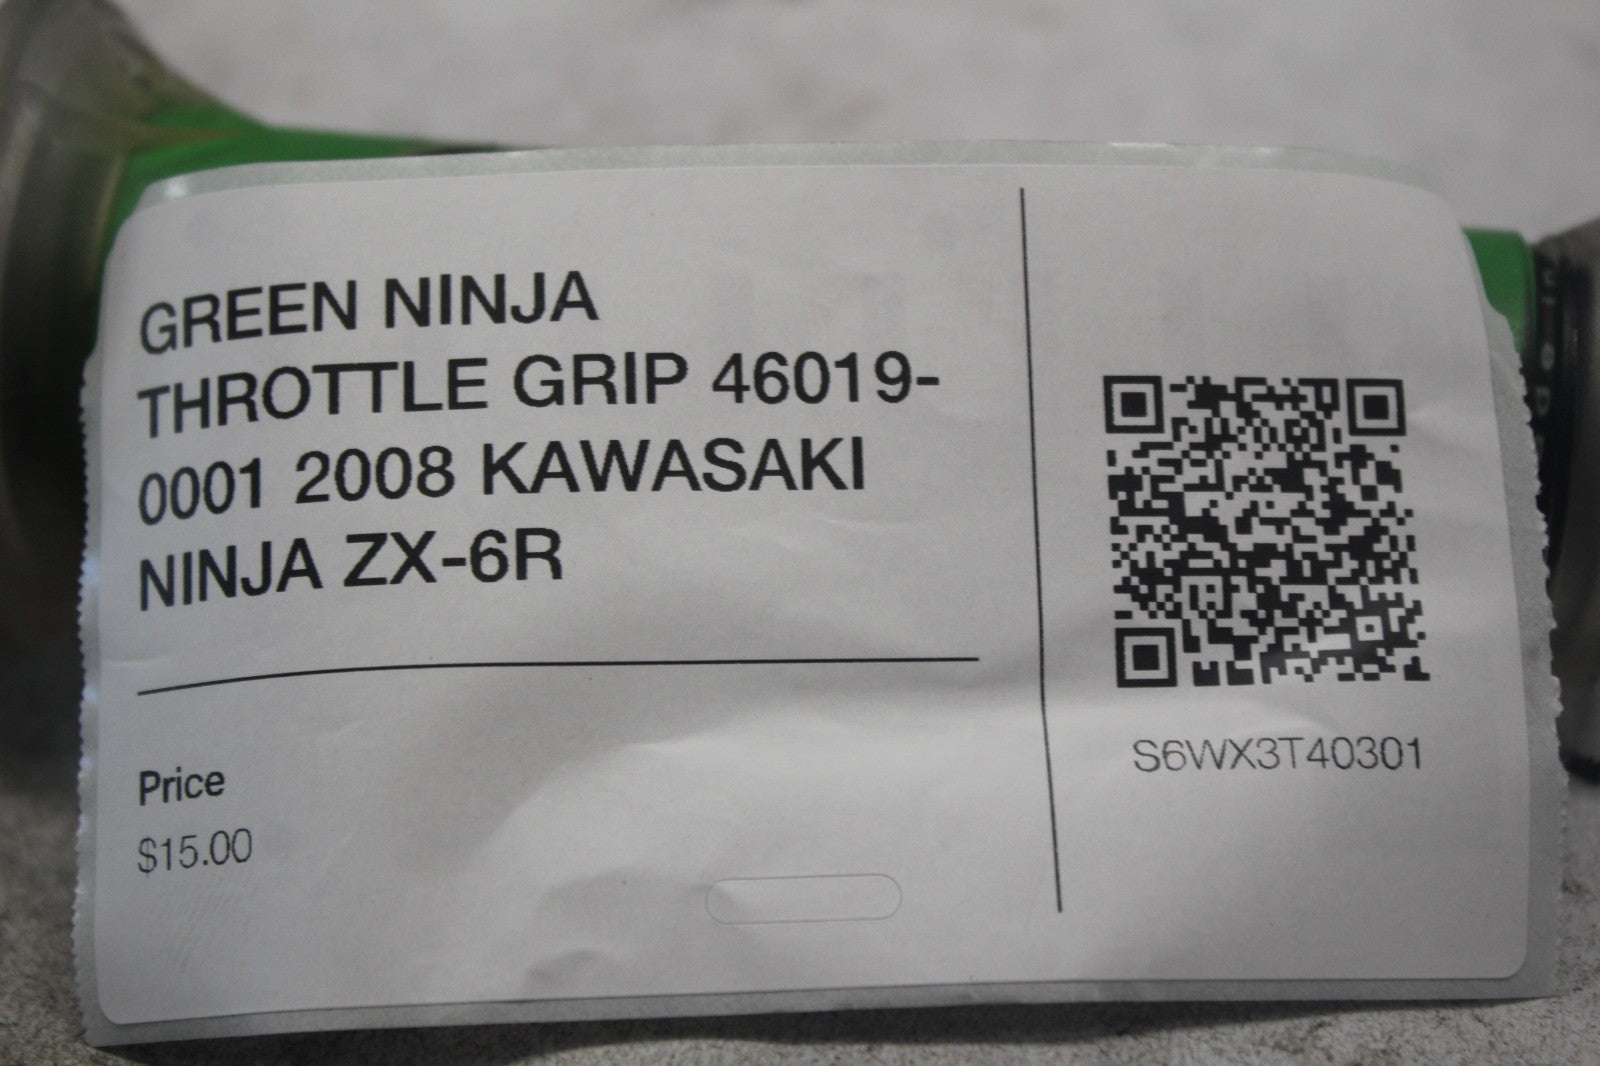 GREEN NINJA
THROTTLE GRIP 46019-
0001 2008 KAWASAKI
NINJA ZX-6R
Price
$15.00
S6WX3T40301